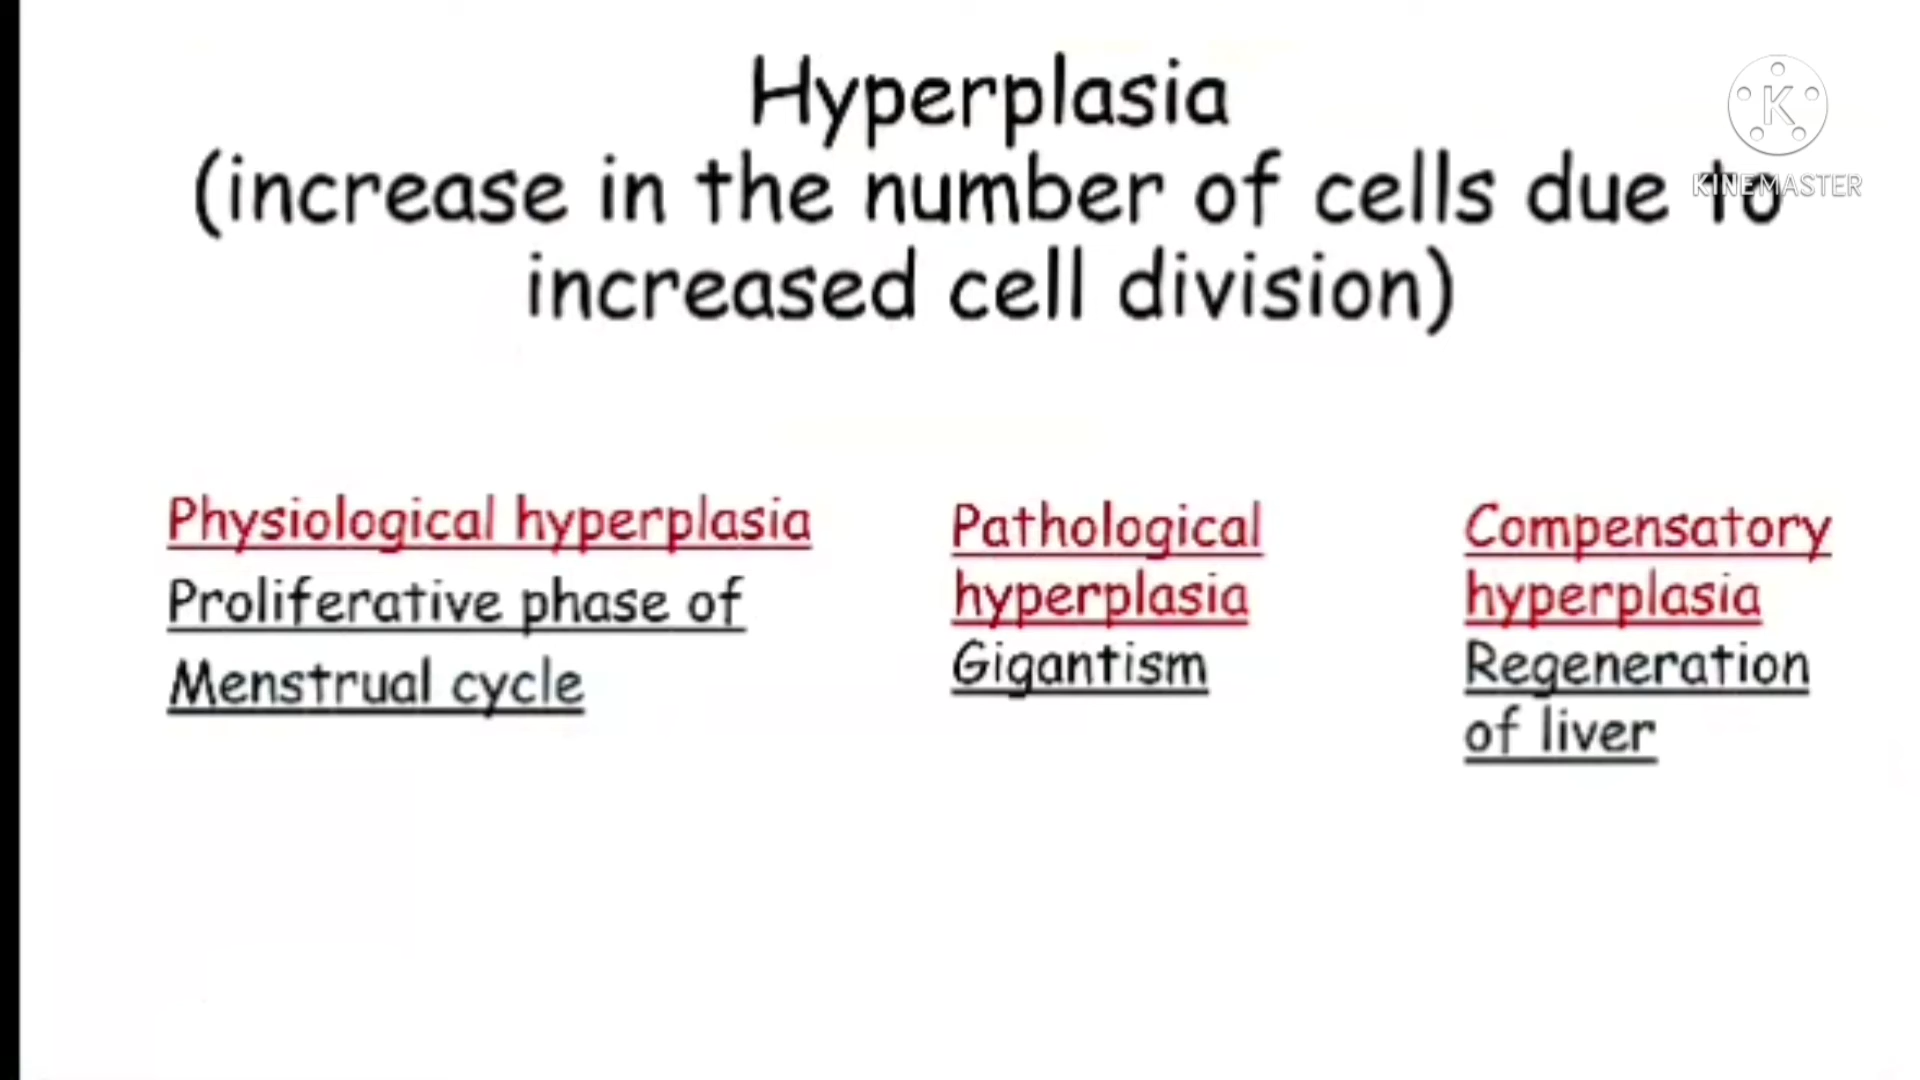 Hyperplasia
(increase in the number of cells due to
increased cell division)
K
KINEMASTER
Physiological hyperplasia
Proliferative phase of
Menstrual cycle
Pathological
hyperplasia
Gigantism
Compensatory
hyperplasia
Regeneration
of liver